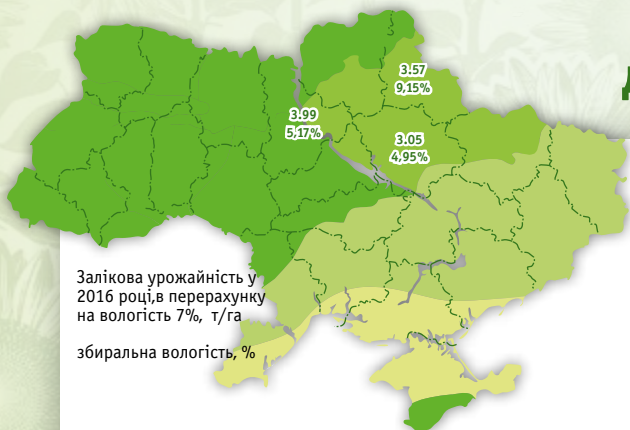 3.57
9,15%
3.99
5,17%
3.05
4,95%
Залікова урожайність у
2016 році,в перерахунку
на вологість 7%, т/га
збиральна вологість, %